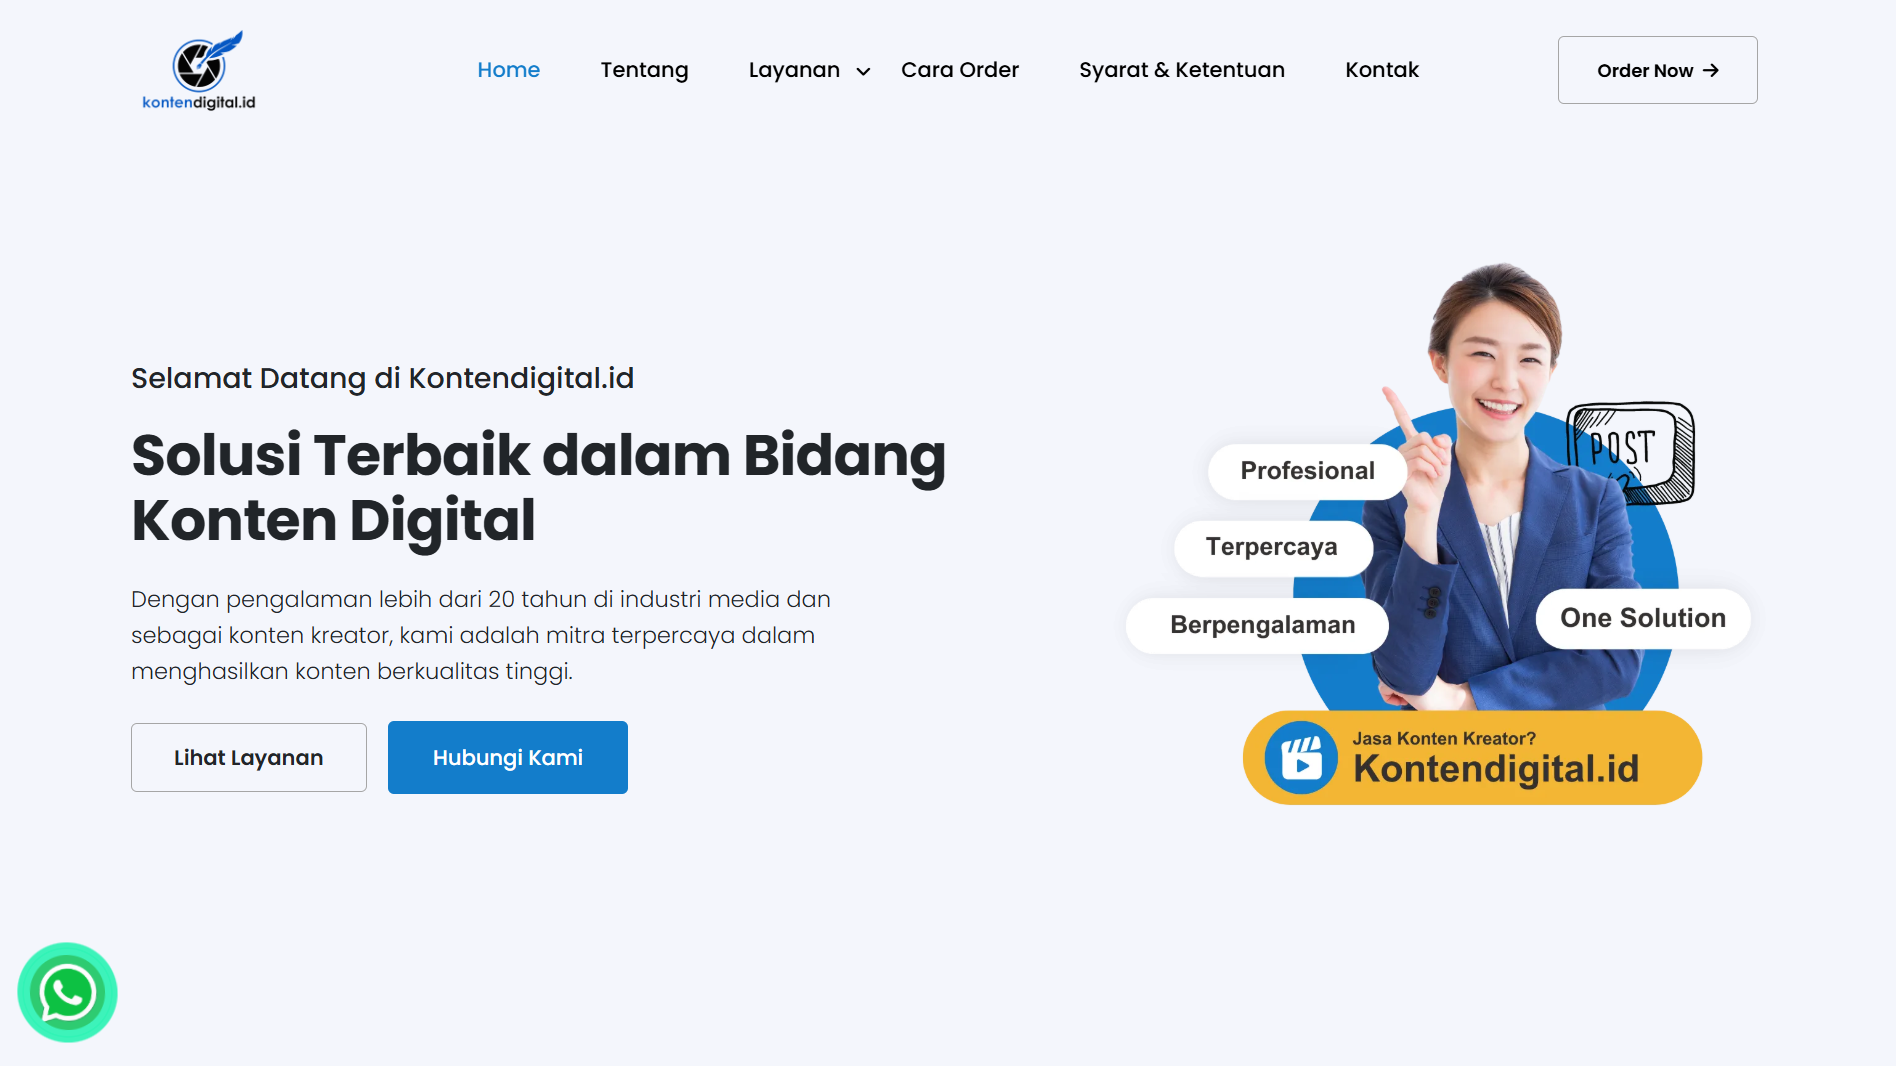 kontendigital.id
Home
Tentang
Layanan
Cara Order
Syarat & Ketentuan
Kontak
Order Now
Selamat Datang di Kontendigital.id
Solusi Terbaik dalam Bidang
Konten Digital
Dengan pengalaman lebih dari 20 tahun di industri media dan
sebagai konten kreator, kami adalah mitra terpercaya dalam
menghasilkan konten berkualitas tinggi.
Lihat Layanan
Hubungi Kami
POST
Profesional
Terpercaya
Berpengalaman
One Solution
Jasa Konten Kreator?
Kontendigital.id